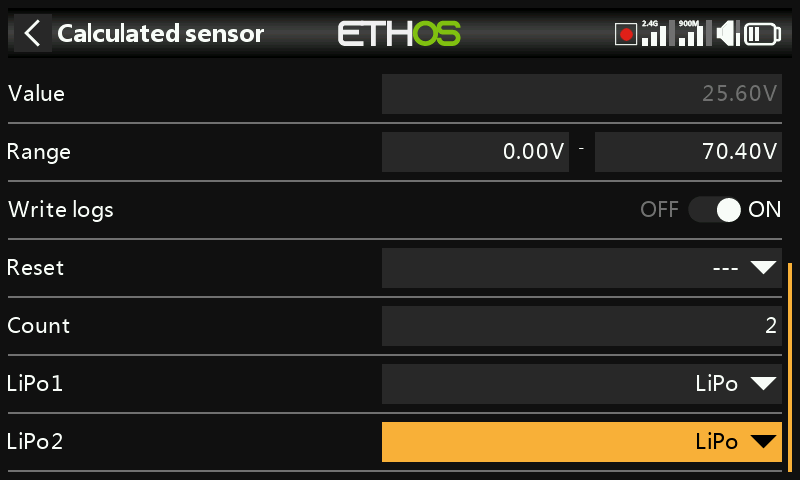 Calculated sensor ETHOS 2.4G 900M
Value 25.60V
Range 0.00V - 70.40V
Write logs OFF ON
Reset ---
Count 2
LiPo1 LiPo
LiPo2 LiPo